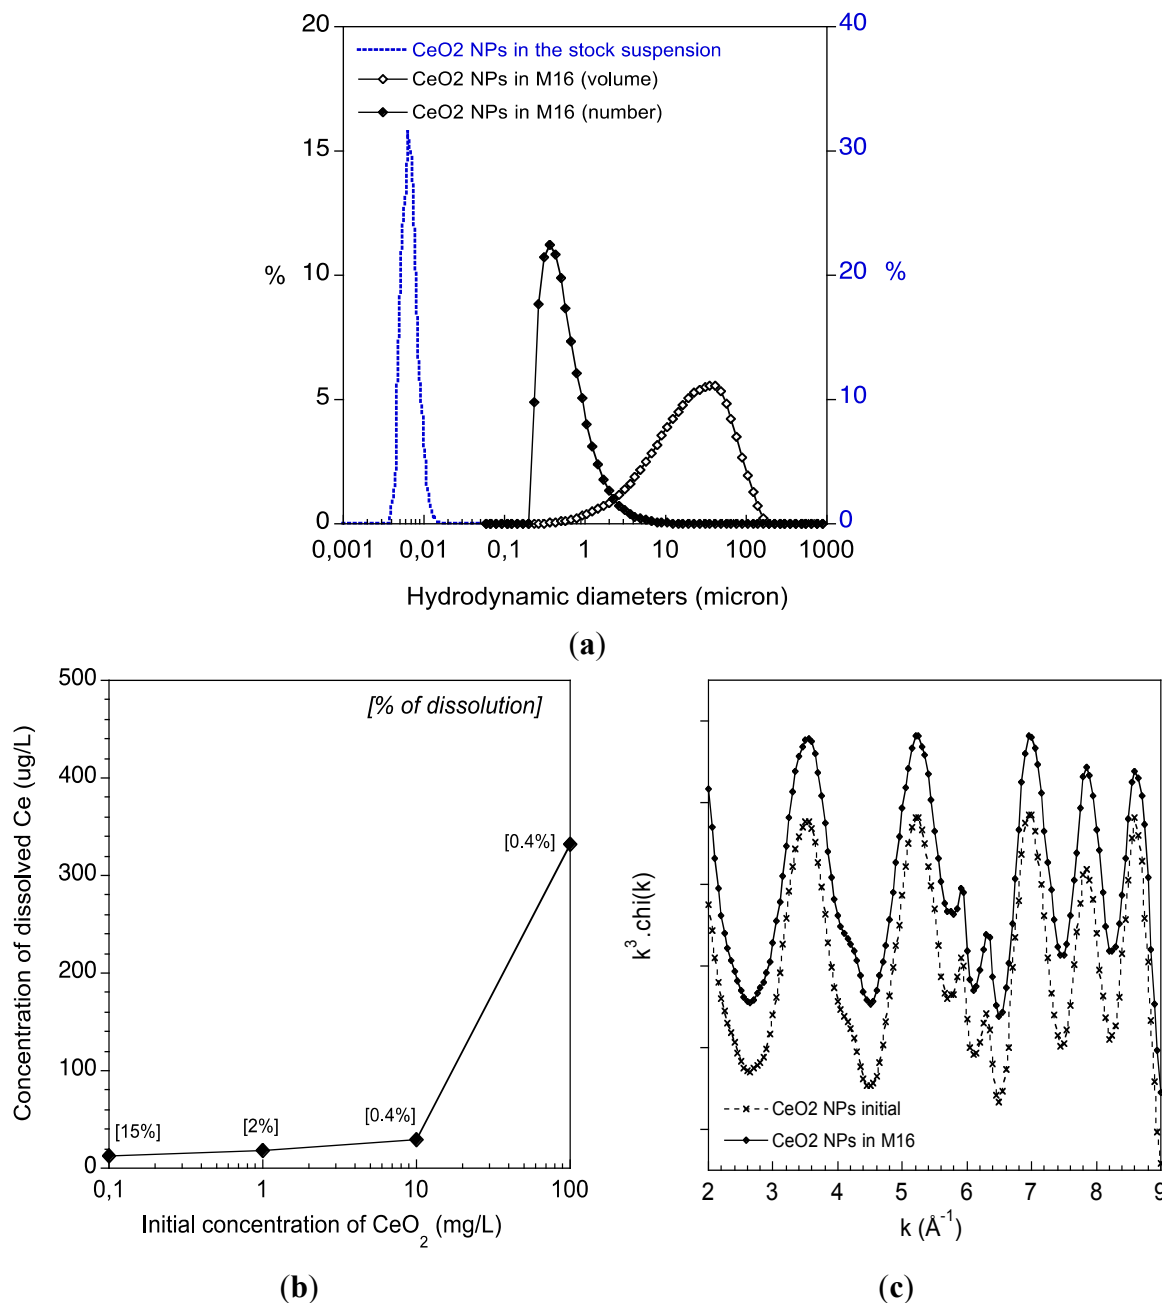 20
40
CeO2 NPs in the stock suspension
CeO2 NPs in M16 (volume)
CeO2 NPs in M16 (number)
15
30
%
10
20
%
5
10
0
0
0,001
0,01
0,1
1
10
100
1000
Hydrodynamic diameters (micron)
(a)
500
[% of dissolution]
400
[0.4%]
300
200
100
[15%]
[2%]
[0.4%]
0
Concentration of dissolved Ce (ug/L)
0,1
1
10
100
Initial concentration of CeO2 (mg/L)
(b)
k3.chi(k)
CeO2 NPs initial
CeO2 NPs in M16
2
3
4
5
6
7
8
9
k (Å-1)
(c)